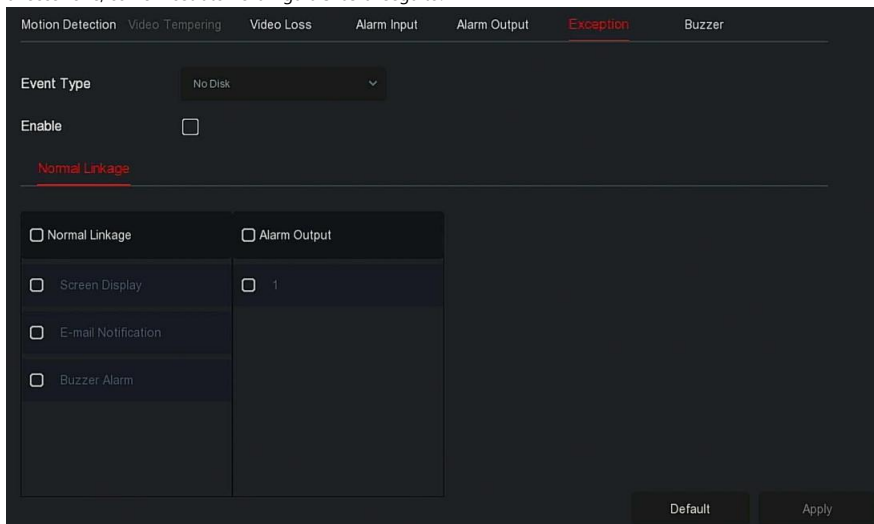 Motion Detection Video Tempering Video Loss Alarm Input Alarm Output Exception Buzzer
Event Type No Disk
Enable
Normal Linkage
Normal Linkage Alarm Output
Screen Display 1
E-mail Notification
Buzzer Alarm
Default Apply